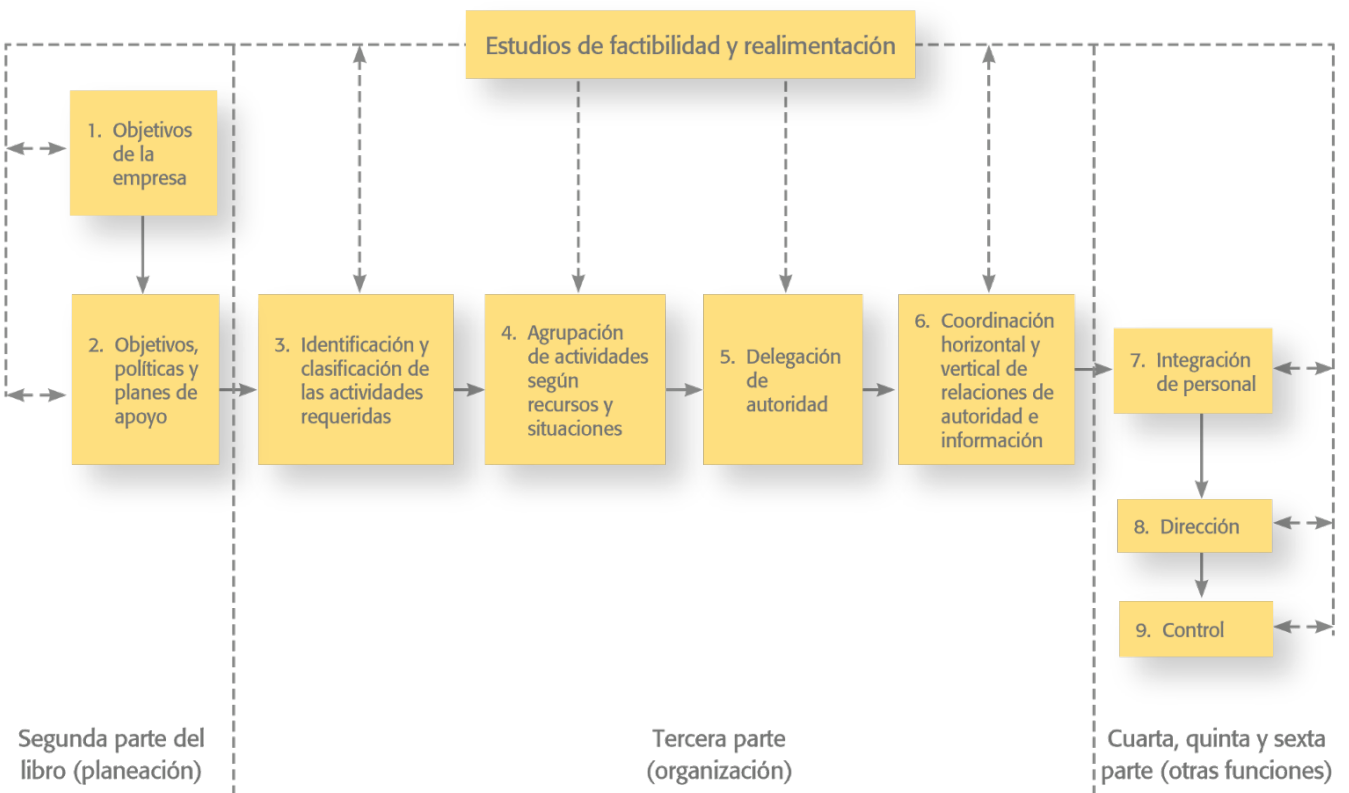 Estudios de factibilidad y realimentación
1. Objetivos
de la
empresa
2. Objetivos,
políticas y
planes de
apoyo
3. Identificación y
clasificación de
las actividades
requeridas
4. Agrupación
de actividades
según
recursos y
situaciones
5. Delegación
de
autoridad
6. Coordinación
horizontal y
vertical de
relaciones de
autoridad e
información
7. Integración
de personal
8. Dirección
9. Control
Segunda parte del
libro (planeación)
Tercera parte
(organización)
Cuarta, quinta y sexta
parte (otras funciones)